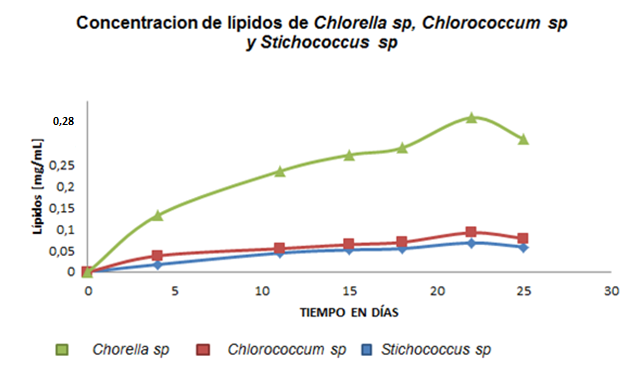 Concentracion de lípidos de Chlorella sp, Chlorococcum sp
y Stichococcus sp
Lípidos [mg/mL]
0,28
0,25
0,2
0,15
0,1
0,05
0
0 5 10 15 20 25 30
TIEMPO EN DÍAS
Chorella sp Chlorococcum sp Stichococcus sp